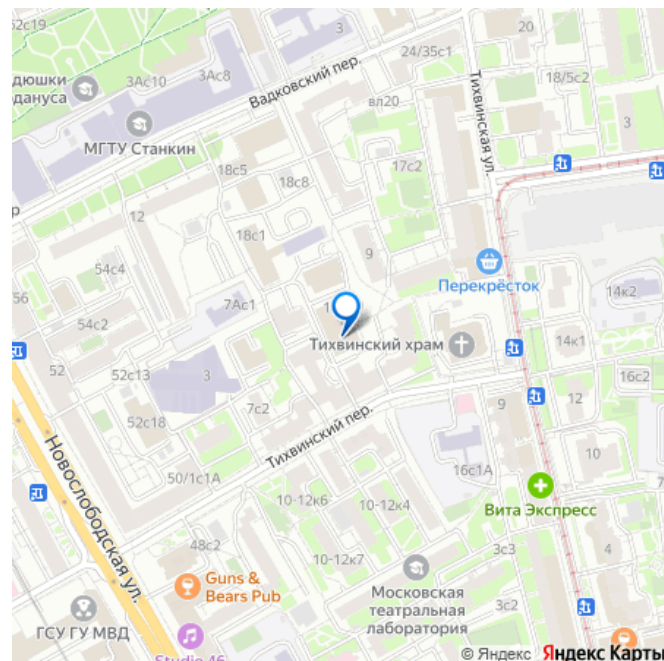 52с19
3
24/35с1
20
дюшки
одануса
3Ас10
3Ас8
Вадковский пер.
Тихвинская ул.
18/5с2
вл20
3
МГТУ Станкин
18с5
17с2
18с8
12
18с1
9
54с4
56
7Ас1
Перекрёсток
14к2
54с2
Тихвинский храм
14к1
52
52с13
3
16с2
7с2
Тихвинский пер.
9
12
52с18
Новослободская ул.
50/1с1А
16с1А
10
10-12к6
10-12к4
Вита Экспресс
48с2
10-12к7
3с3
4
Guns &
Bears Pub
Московская
театральная
лаборатория
3с2
ГСУ ГУ МВД
Studio 46
© Яндекс Яндекс Карты